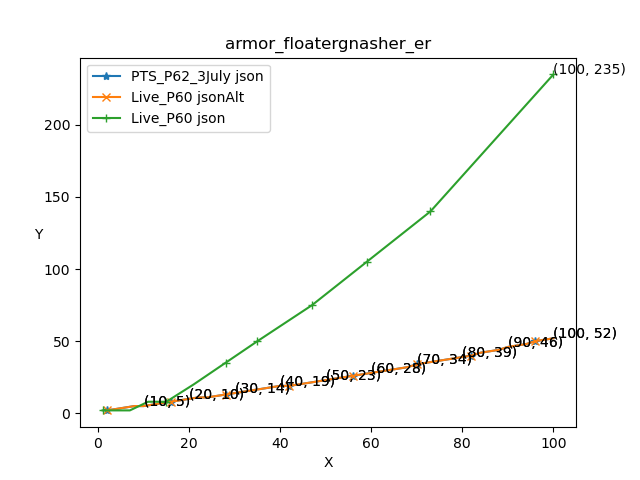 armor_floatergnasher_er
PTS_P62_3July json
Live_P60 jsonAlt
Live_P60 json
(100, 235)
200
150
Y
100
50
0
(100, 52)
(90, 46)
(80, 39)
(70, 34)
(60, 28)
(50, 23)
(40, 19)
(30, 14)
(20, 10)
(10, 5)
0 20 40 60 80 100
X